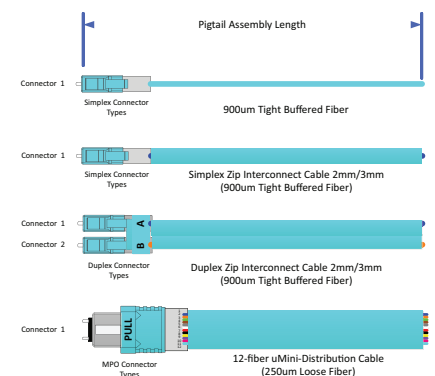 Pigtail Assembly Length
Connector 1
Simplex Connector
Types
900um Tight Buffered Fiber
Connector 1
Simplex Connector
Types
Simplex Zip Interconnect Cable 2mm/3mm
(900um Tight Buffered Fiber)
Connector 1
A
Connector 2
B
Duplex Connector
Types
Duplex Zip Interconnect Cable 2mm/3mm
(900um Tight Buffered Fiber)
Connector 1
PULL
MPO Connector
Types
12-fiber uMini-Distribution Cable
(250um Loose Fiber)